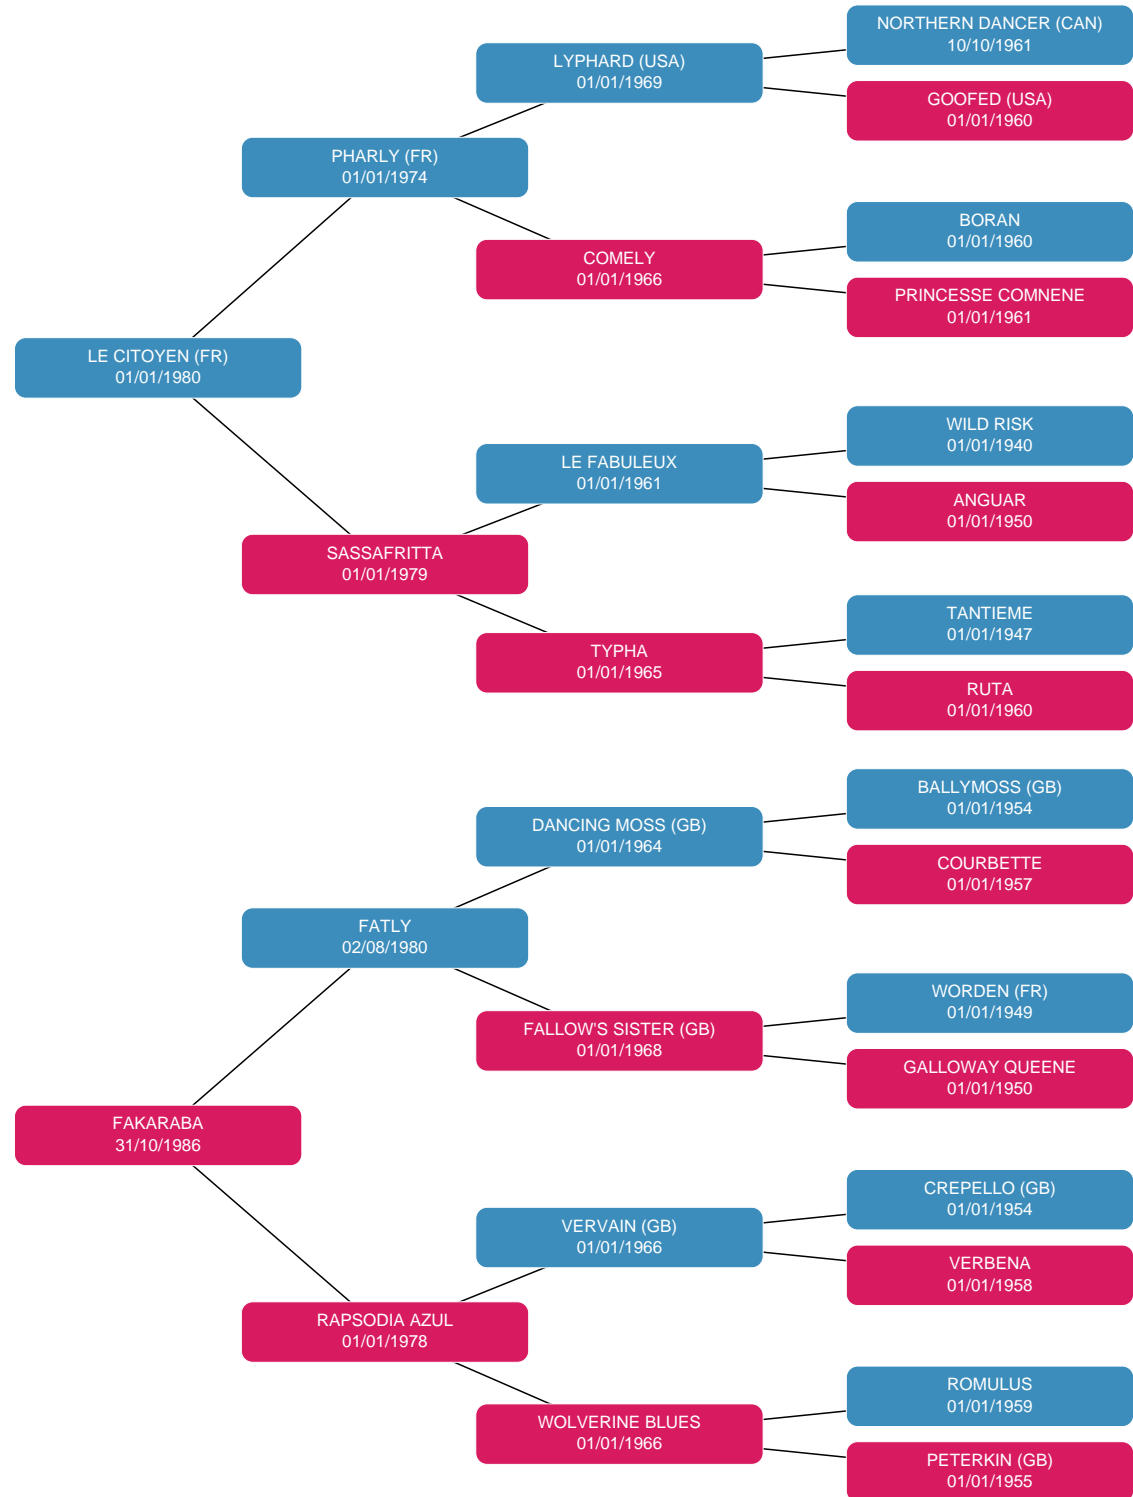 NORTHERN DANCER (CAN)
10/10/1961
LYPHARD (USA)
01/01/1969
GOOFED (USA)
01/01/1960
PHARLY (FR)
01/01/1974
BORAN
01/01/1960
COMELY
01/01/1966
PRINCESSE COMNENE
01/01/1961
LE CITOYEN (FR)
01/01/1980
WILD RISK
01/01/1940
LE FABULEUX
01/01/1961
ANGUAR
01/01/1950
SASSAFRITTA
01/01/1979
TANTIEME
01/01/1947
TYPHA
01/01/1965
RUTA
01/01/1960
BALLYMOSS (GB)
01/01/1954
DANCING MOSS (GB)
01/01/1964
COURBETTE
01/01/1957
FATLY
02/08/1980
WORDEN (FR)
01/01/1949
FALLOW'S SISTER (GB)
01/01/1968
GALLOWAY QUEENE
01/01/1950
FAKARABA
31/10/1986
CREPELLO (GB)
01/01/1954
VERVAIN (GB)
01/01/1966
VERBENA
01/01/1958
RAPSODIA AZUL
01/01/1978
ROMULUS
01/01/1959
WOLVERINE BLUES
01/01/1966
PETERKIN (GB)
01/01/1955